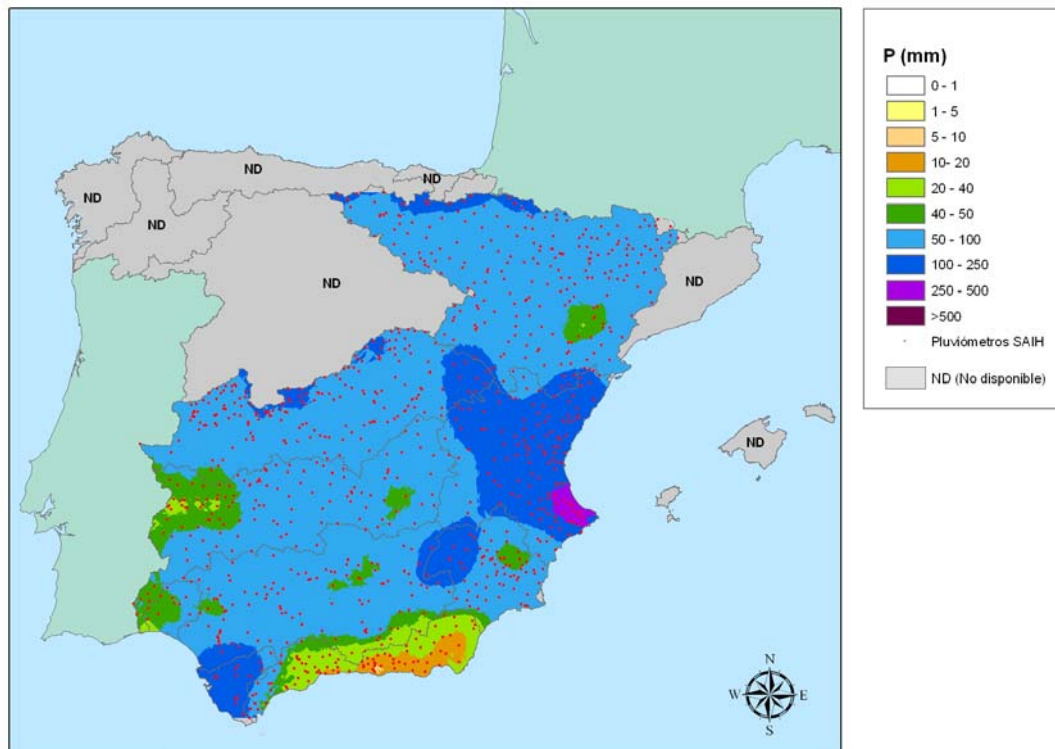 ND
ND
ND
ND
ND
ND
ND
N
W E
S
P (mm)
0 - 1
1 - 5
5 - 10
10- 20
20 - 40
40 - 50
50 - 100
100 - 250
250 - 500
>500
Pluviómetros SAIH
ND (No disponible)